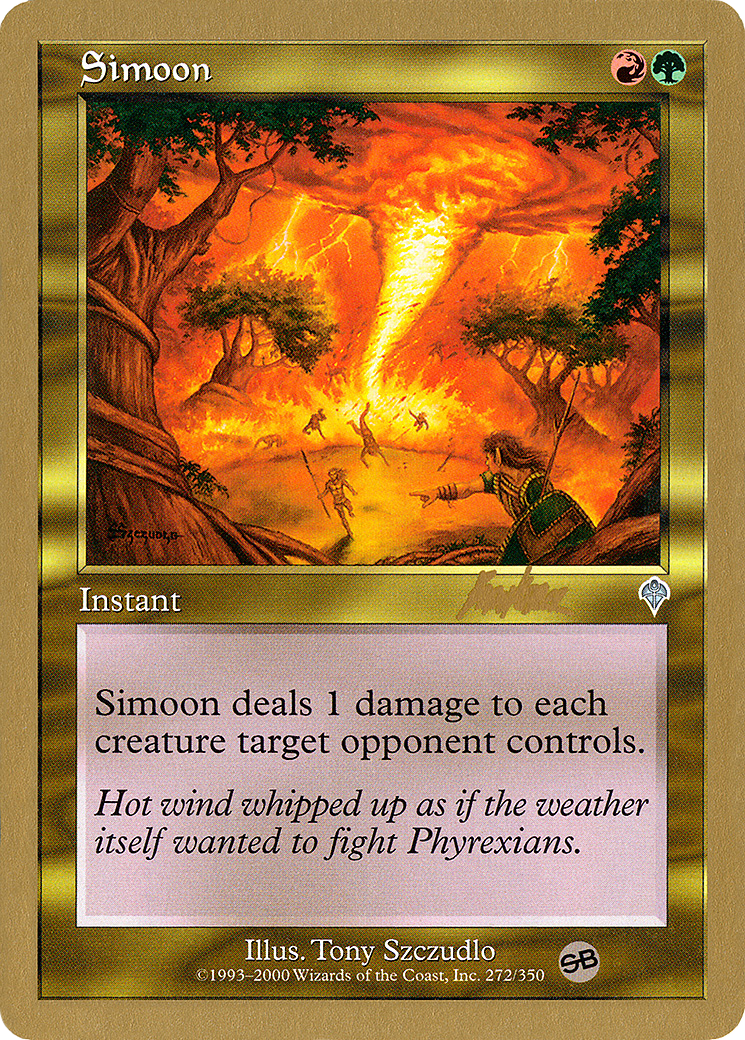 Simoon
SZCZUDLO
Instant
Simoon deals 1 damage to each
creature target opponent controls.
Hot wind whipped up as if the weather
itself wanted to fight Phyrexians.
Illus. Tony Szczudlo
©1993–2000 Wizards of the Coast, Inc. 272/350
SB